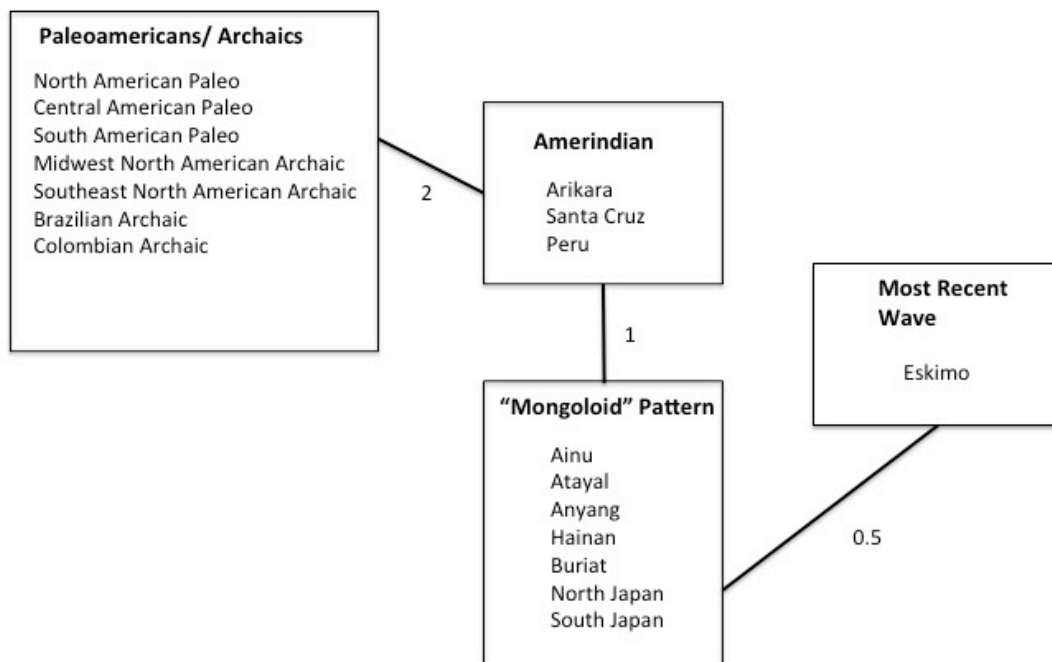 Paleoamericans/ Archaics
North American Paleo
Central American Paleo
South American Paleo
Midwest North American Archaic
Southeast North American Archaic
Brazilian Archaic
Colombian Archaic
2
Amerindian
Arikara
Santa Cruz
Peru
1
“Mongoloid” Pattern
Ainu
Atayal
Anyang
Hainan
Buriat
North Japan
South Japan
0.5
Most Recent
Wave
Eskimo